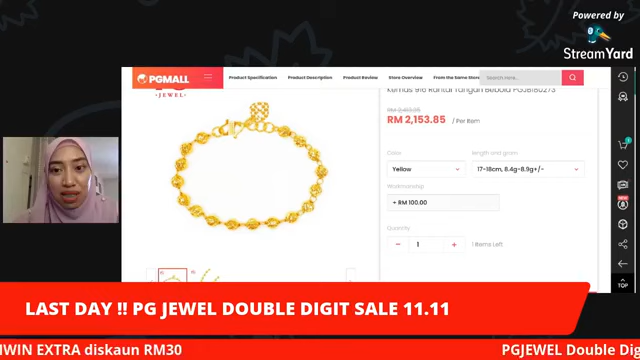 Powered by
StreamYard
PGMALL
Product Specification
Product Description
Product Review
Store Overview
From the Same Store
Search here...
JEWEL
Kemas 916 Rantai Tangan Bebola PGJB180273
RM 2,153.85 / Per Item
Color
length and gram
Yellow
17-18cm, 8.4g-8.9g+/-
Workmanship
+ RM 100.00
Quantity
1
1 Items Left
NEW
TOP
LAST DAY !! PG JEWEL DOUBLE DIGIT SALE 11.11
EXTRA diskaun RM30
PGJEWEL Double Dig